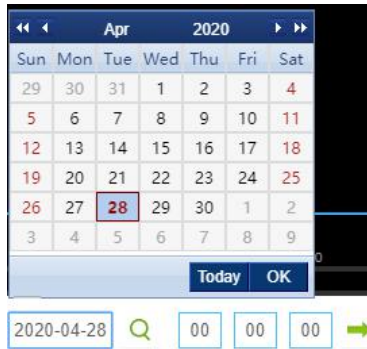 Apr 2020
Sun Mon Tue Wed Thu Fri Sat
29 30 31 1 2 3 4
5 6 7 8 9 10 11
12 13 14 15 16 17 18
19 20 21 22 23 24 25
26 27 28 29 30 1 2
3 4 5 6 7 8 9
0
Today OK
2020-04-28 00 00 00